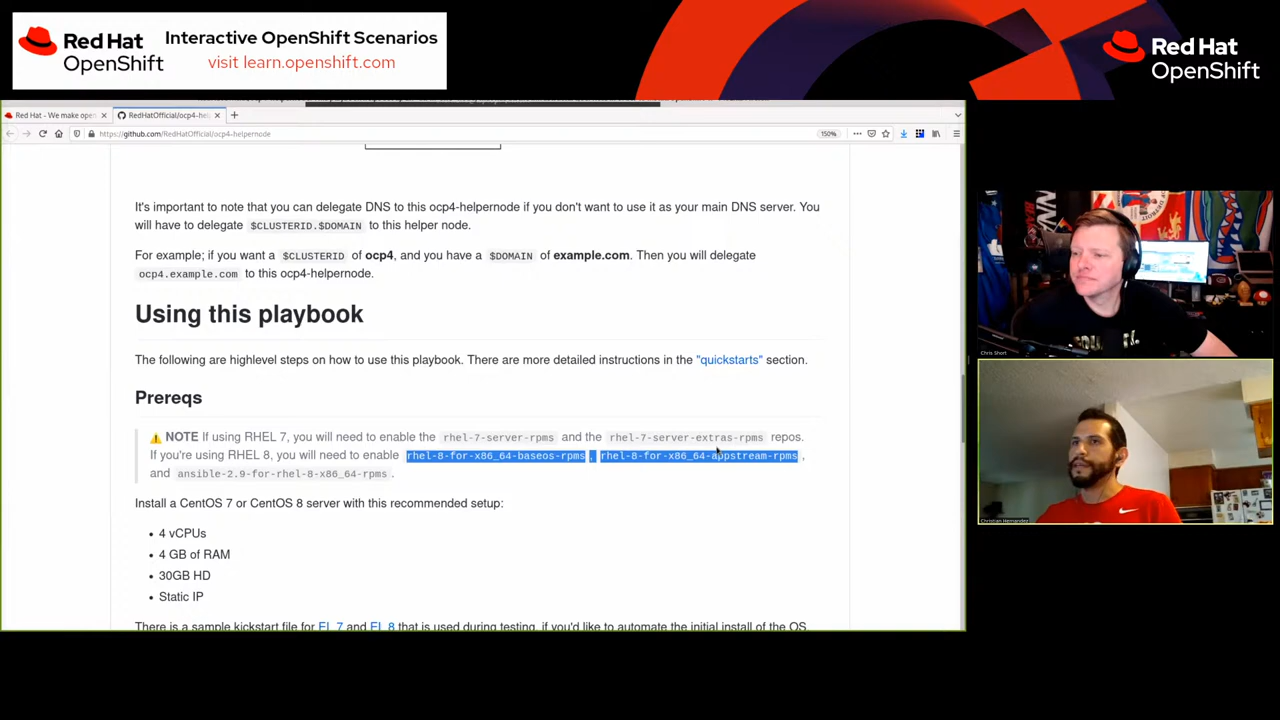 Red Hat
OpenShift
Interactive OpenShift Scenarios
visit learn.openshift.com
Red Hat
OpenShift
Red Hat - We make open
RedHatOfficial/ocp4-help
https://github.com/RedHatOfficial/ocp4-helpernode
150%
It's important to note that you can delegate DNS to this ocp4-helpernode if you don't want to use it as your main DNS server. You
will have to delegate $CLUSTERID.$DOMAIN to this helper node.
For example; if you want a $CLUSTERID of ocp4, and you have a $DOMAIN of example.com. Then you will delegate
ocp4.example.com to this ocp4-helpernode.
Using this playbook
The following are highlevel steps on how to use this playbook. There are more detailed instructions in the "quickstarts" section.
Prereqs
⚠ NOTE If using RHEL 7, you will need to enable the rhel-7-server-rpms and the rhel-7-server-extras-rpms repos.
If you're using RHEL 8, you will need to enable rhel-8-for-x86_64-baseos-rpms , rhel-8-for-x86_64-appstream-rpms ,
and ansible-2.9-for-rhel-8-x86_64-rpms .
Install a CentOS 7 or CentOS 8 server with this recommended setup:
• 4 vCPUs
• 4 GB of RAM
• 30GB HD
• Static IP
There is a sample kickstart file for EL 7 and EL 8 that is used during testing, if you'd like to automate the initial install of the OS.
Chris Short
Christian Hernandez